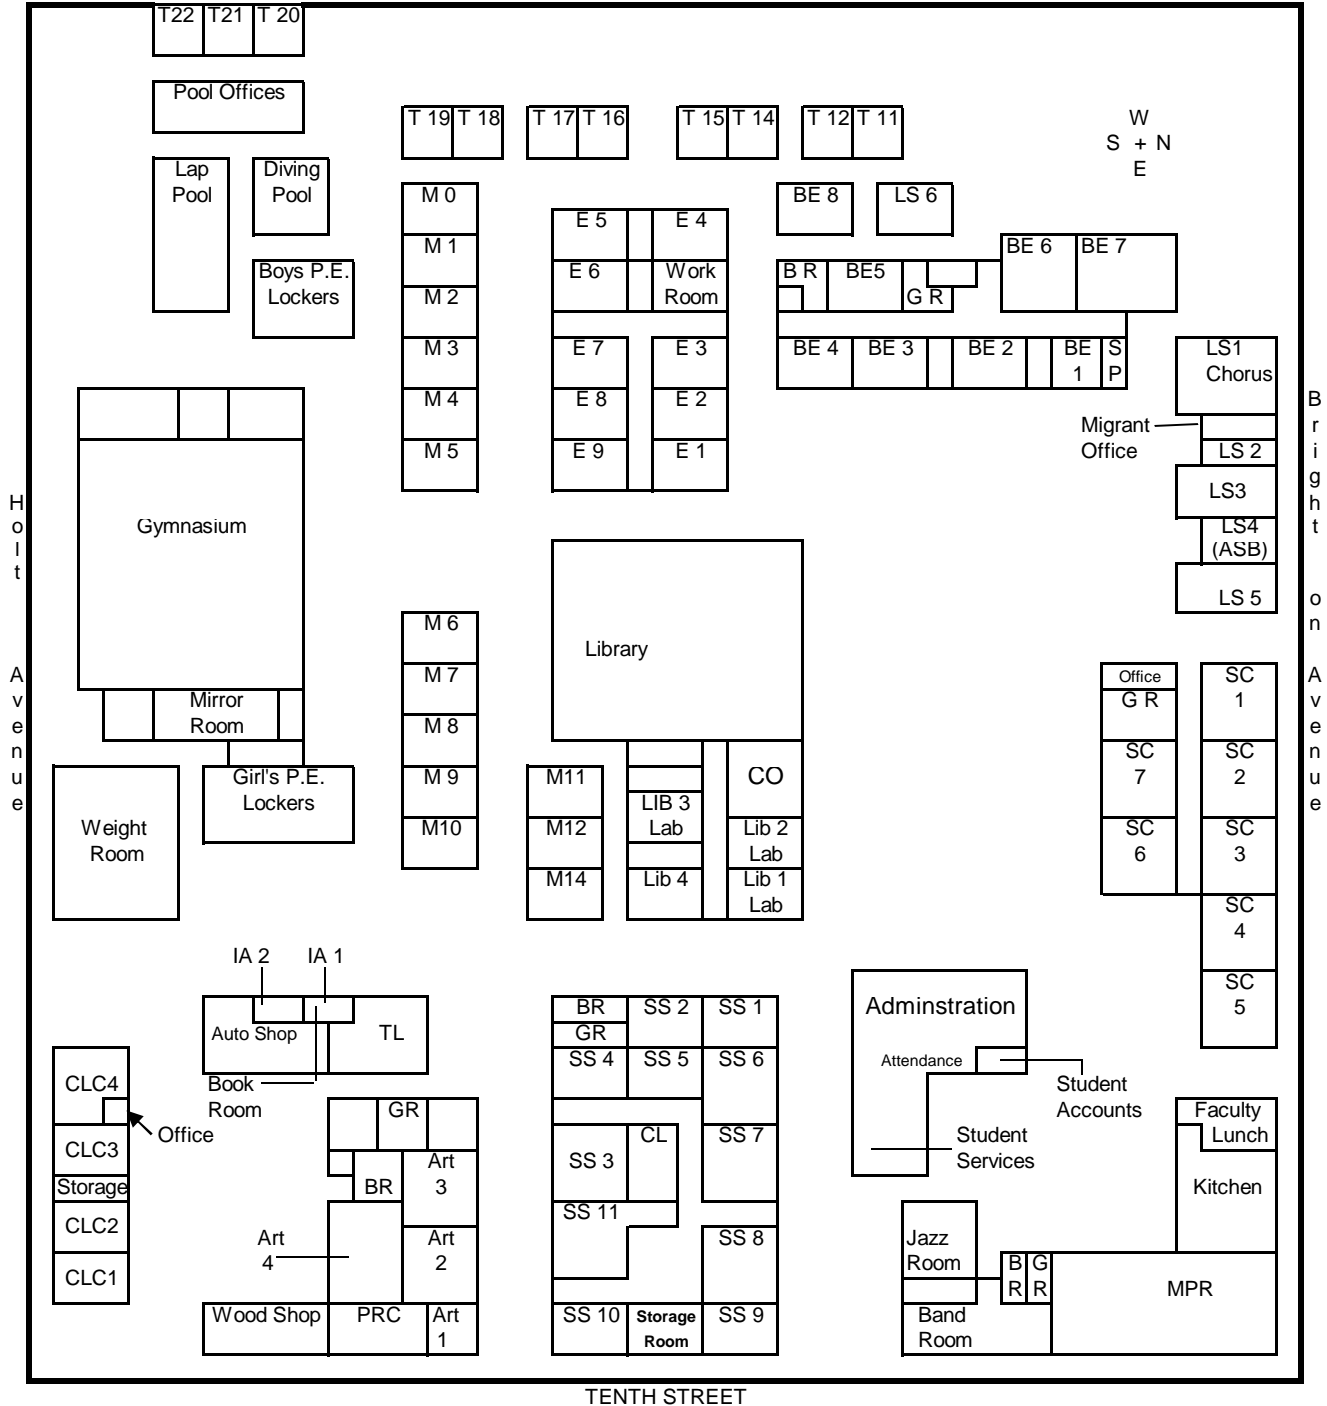 T22 T21 T 20
Pool Offices
T 19 T 18 T 17 T 16 T 15 T 14 T 12 T 11
W
S + N
E
Lap
Pool
Diving
Pool
Boys P.E.
Lockers
M 0
M 1
M 2
M 3
M 4
M 5
E 5 E 4
E 6 Work
Room
E 7 E 3
E 8 E 2
E 9 E 1
BE 8 LS 6
BE 6 BE 7
B R BE5
G R
BE 4 BE 3 BE 2 BE
1
S
P
LS1
Chorus
Migrant
Office
LS 2
LS3
LS4
(ASB)
LS 5
Holt Avenue
Brighton Avenue
Gymnasium
Mirror
Room
Girl's P.E.
Lockers
Weight
Room
M 6
M 7
M 8
M 9
M10
Library
M11
M12
M14
LIB 3
Lab
Lib 4
CO
Lib 2
Lab
Lib 1
Lab
Office
G R
SC
7
SC
6
SC
1
SC
2
SC
3
SC
4
SC
5
IA 2 IA 1
Auto Shop TL
Book
Room
CLC4
Office
CLC3
Storage
CLC2
CLC1
GR
Art
3
BR
Art
4
Art
2
Wood Shop PRC Art
1
BR SS 2 SS 1
GR
SS 4 SS 5 SS 6
CL SS 7
SS 3
SS 11
SS 8
SS 10 Storage
Room
SS 9
Adminstration
Attendance
Student
Accounts
Student
Services
Faculty
Lunch
Kitchen
Jazz
Room
B
R
G
R
MPR
Band
Room
TENTH STREET